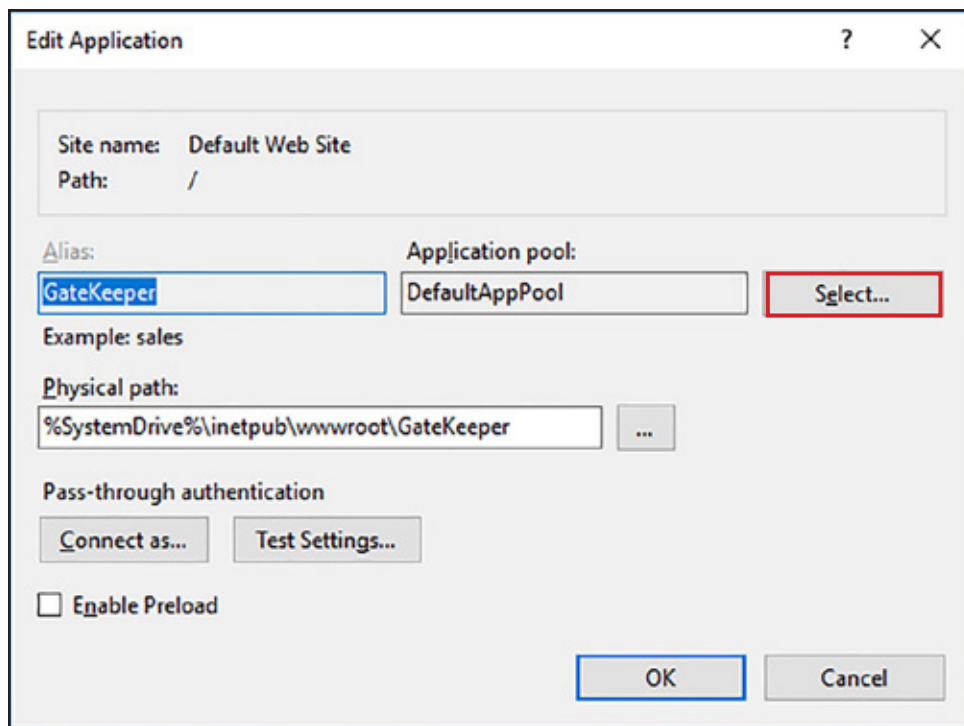 Edit Application ? ×
Site name: Default Web Site
Path: /
Alias: Application pool:
GateKeeper DefaultAppPool Select...
Example: sales
Physical path:
%SystemDrive%\inetpub\wwwroot\GateKeeper ...
Pass-through authentication
Connect as... Test Settings...
Enable Preload
OK Cancel